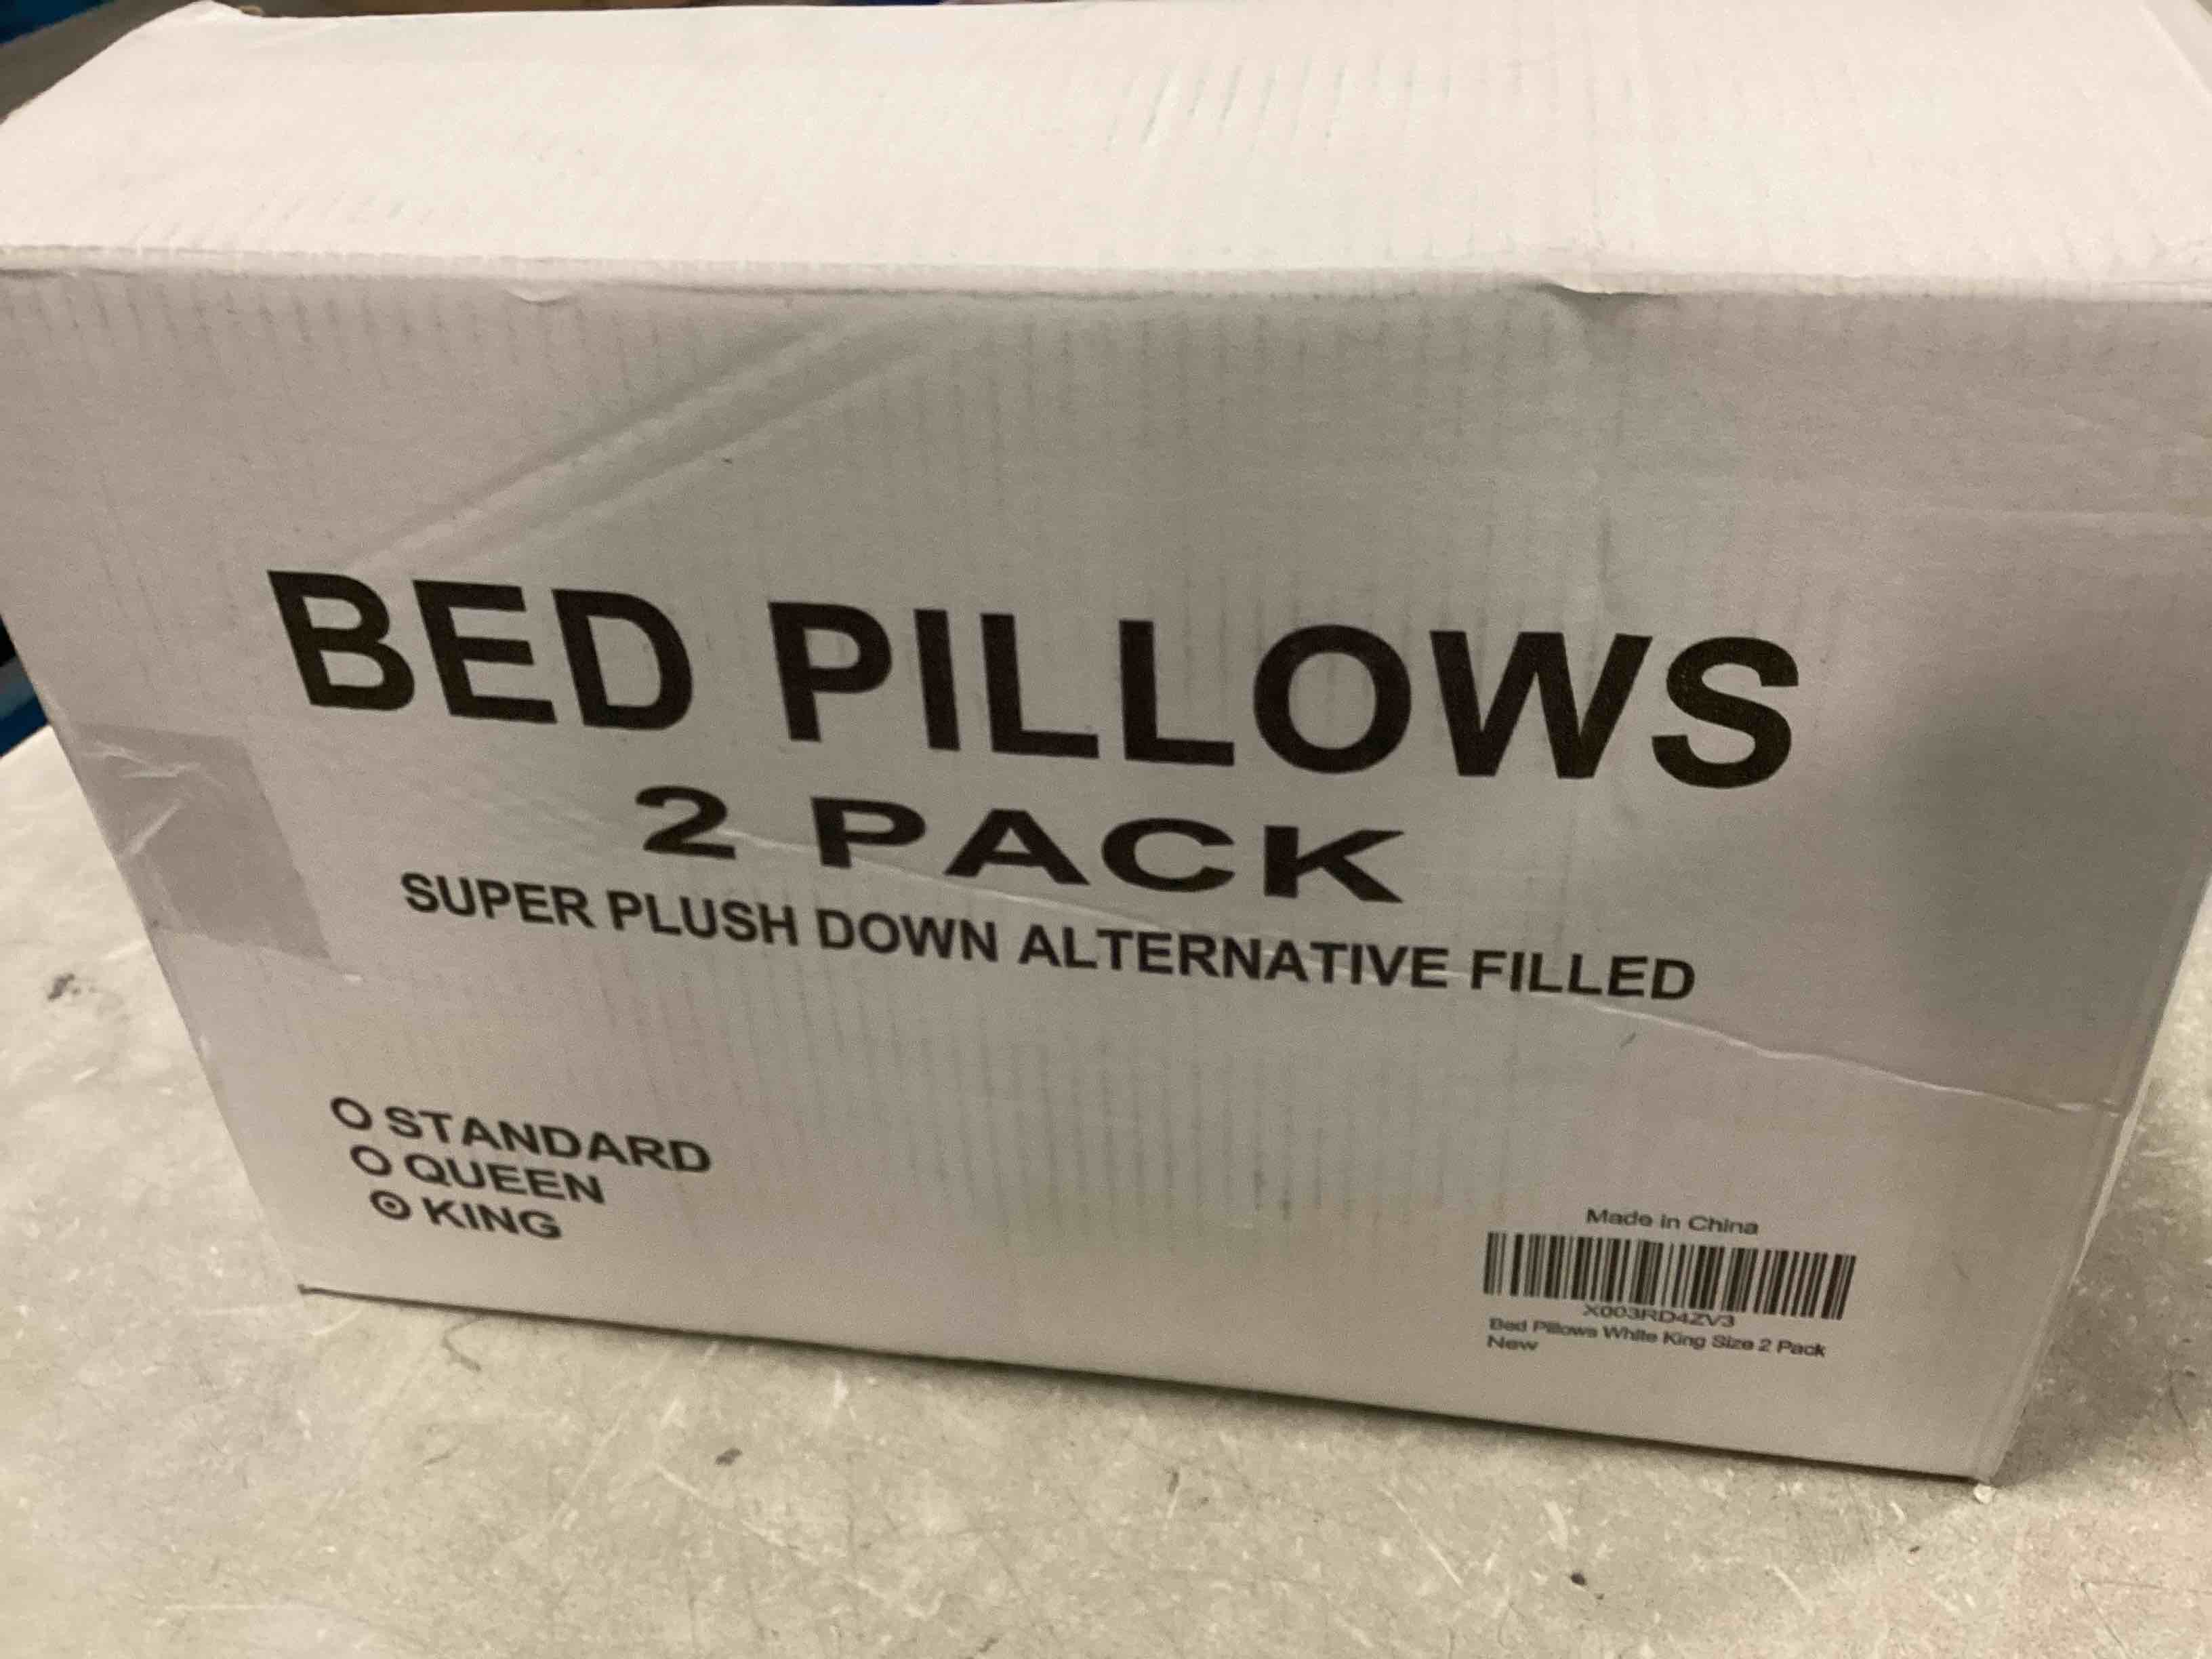 BED PILLOWS
2 PACK
SUPER PLUSH DOWN ALTERNATIVE FILLED
STANDARD
QUEEN
KING
Made in China
X003RD4ZV3
Bed Pillows White King Size 2 Pack
New